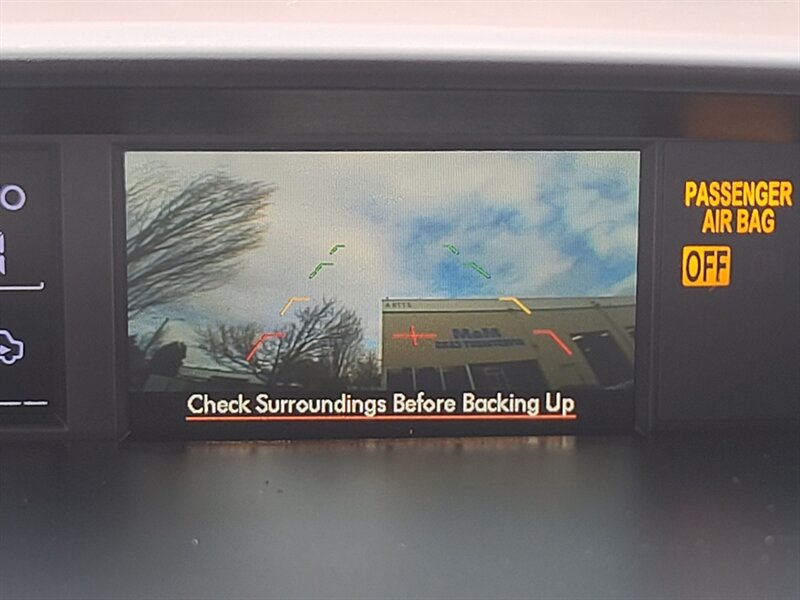 PASSENGER
AIR BAG
OFF
M&M
Check Surroundings Before Backing Up